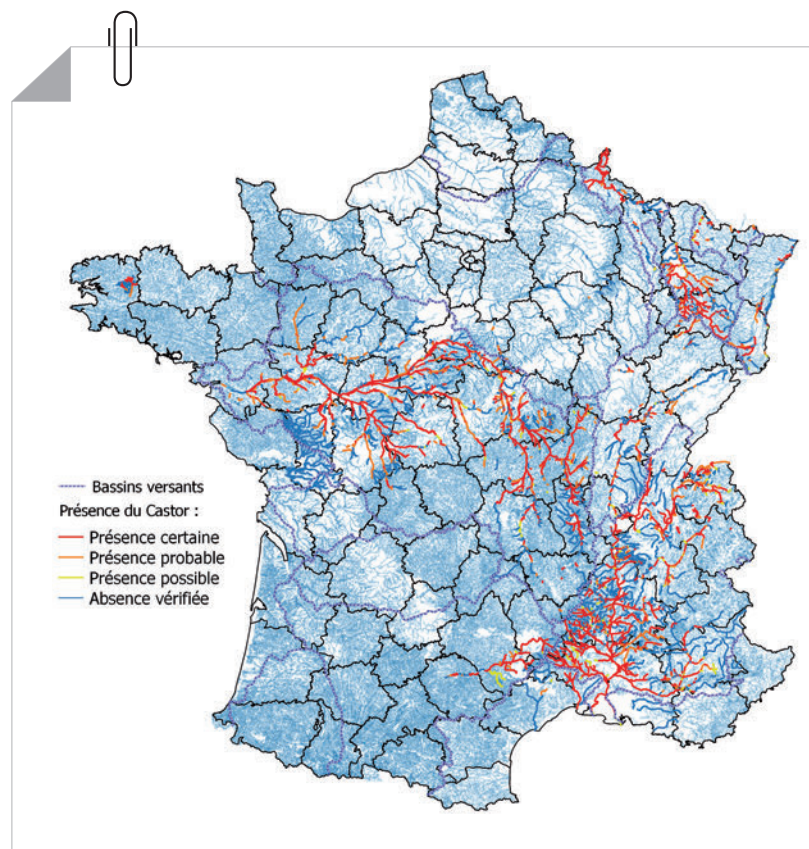 Bassins versants
Présence du Castor :
Présence certaine
Présence probable
Présence possible
Absence vérifiée